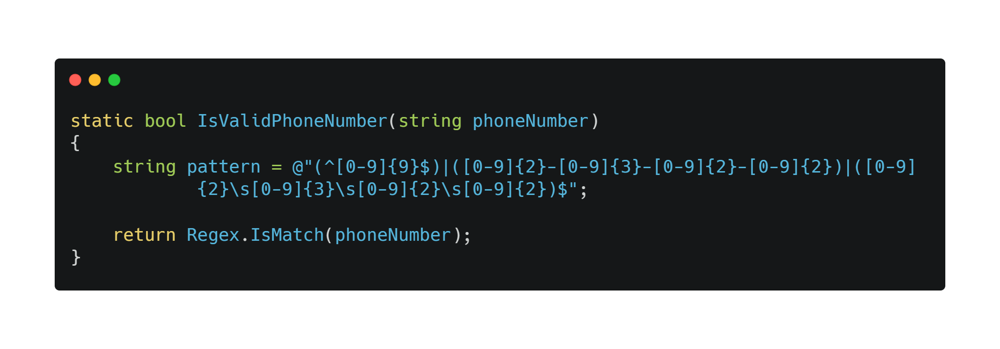 static bool IsValidPhoneNumber(string phoneNumber)
{
    string pattern = @"(^[0-9]{9}$)|([0-9]{2}-[0-9]{3}-[0-9]{2}-[0-9]{2})|([0-9]
            {2}\s[0-9]{3}\s[0-9]{2}\s[0-9]{2})$";

    return Regex.IsMatch(phoneNumber);
}